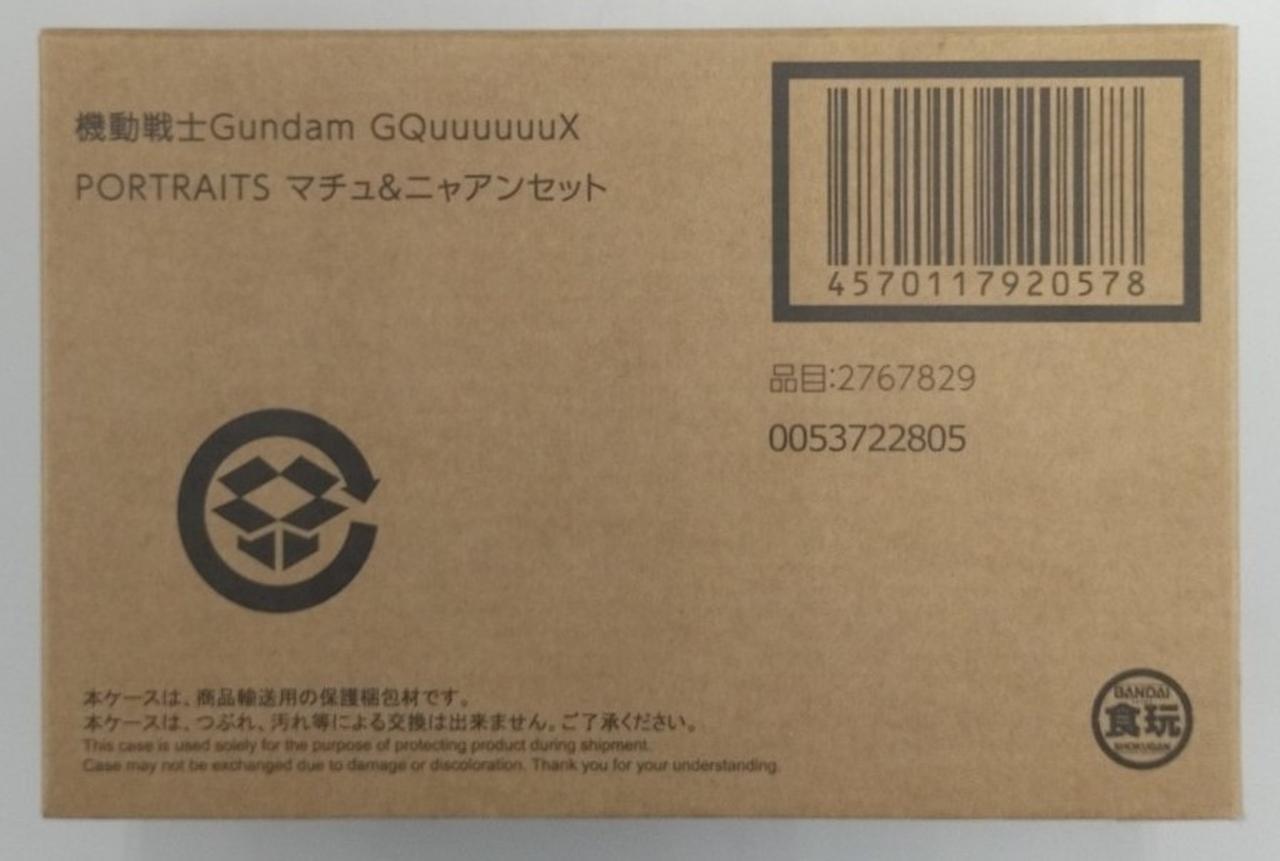 機動戦士Gundam GQuuuuuuX
PORTRAITS マチュ&ニャアンセット
4570117920578
品目:2767829
0053722805
本ケースは、商品輸送用の保護梱包材です。
本ケースは、つぶれ、汚れ等による交換は出来ません。ご了承ください。
This case is used solely for the purpose of protecting product during shipment.
Case may not be exchanged due to damage or discoloration. Thank you for your understanding.
BANDAI
食玩
SHOKUGAN